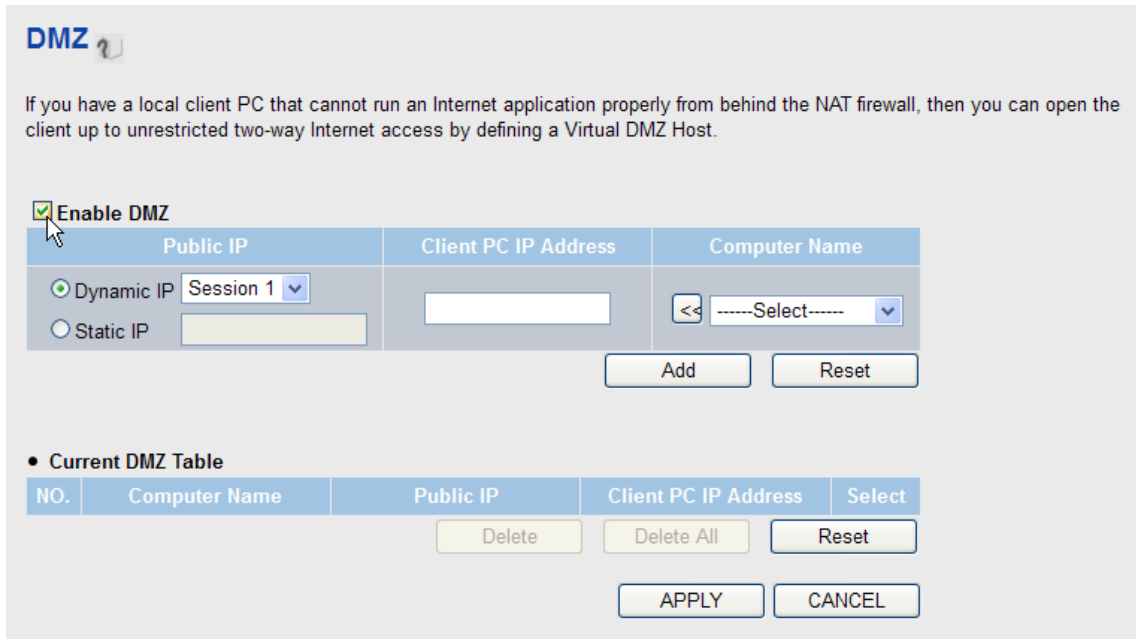 DMZ
If you have a local client PC that cannot run an Internet application properly from behind the NAT firewall, then you can open the
client up to unrestricted two-way Internet access by defining a Virtual DMZ Host.
Enable DMZ
Public IP Client PC IP Address Computer Name
Dynamic IP Session 1
<< ------Select------
Static IP
Add Reset
Current DMZ Table
NO. Computer Name Public IP Client PC IP Address Select
Delete Delete All Reset
APPLY CANCEL